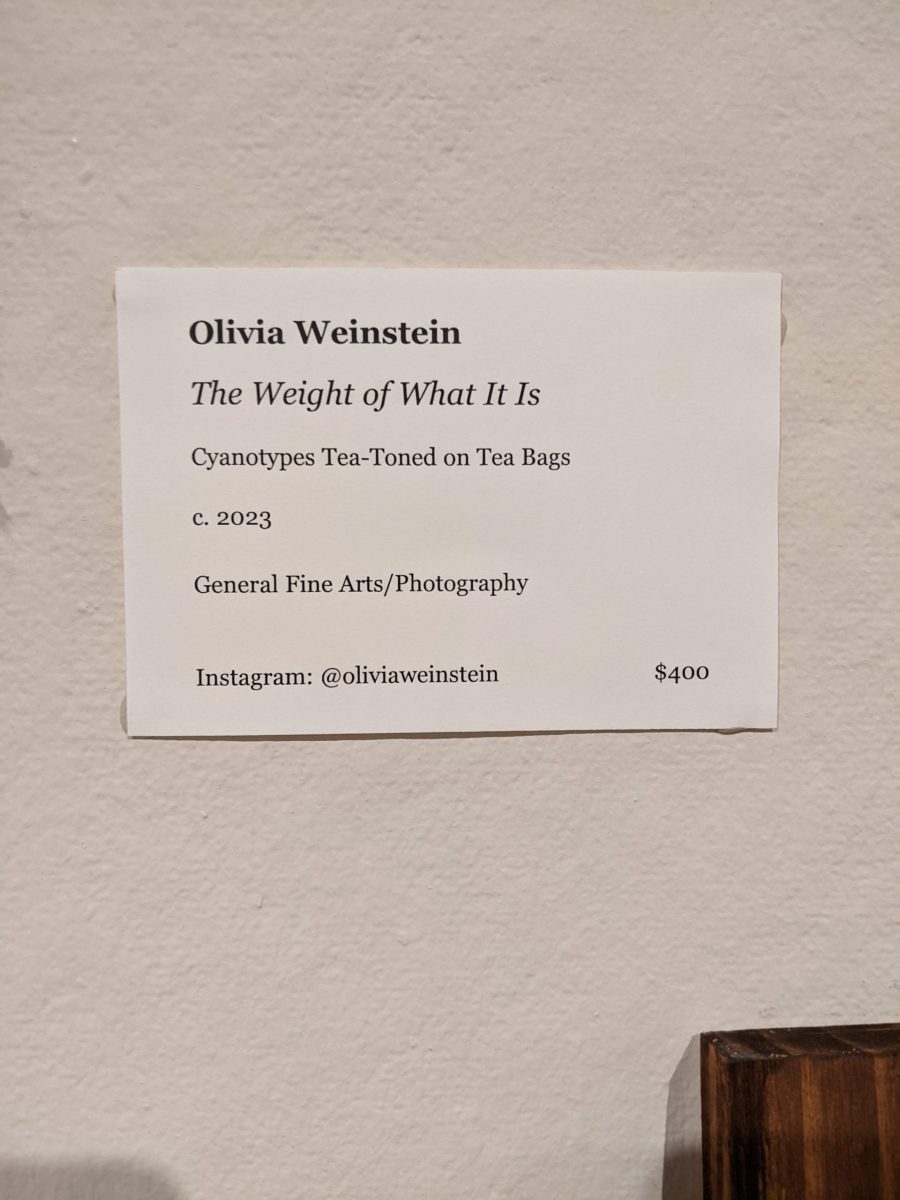 Olivia Weinstein
The Weight of What It Is
Cyanotypes Tea-Toned on Tea Bags
c. 2023
General Fine Arts/Photography
Instagram: @oliviaweinstein $400